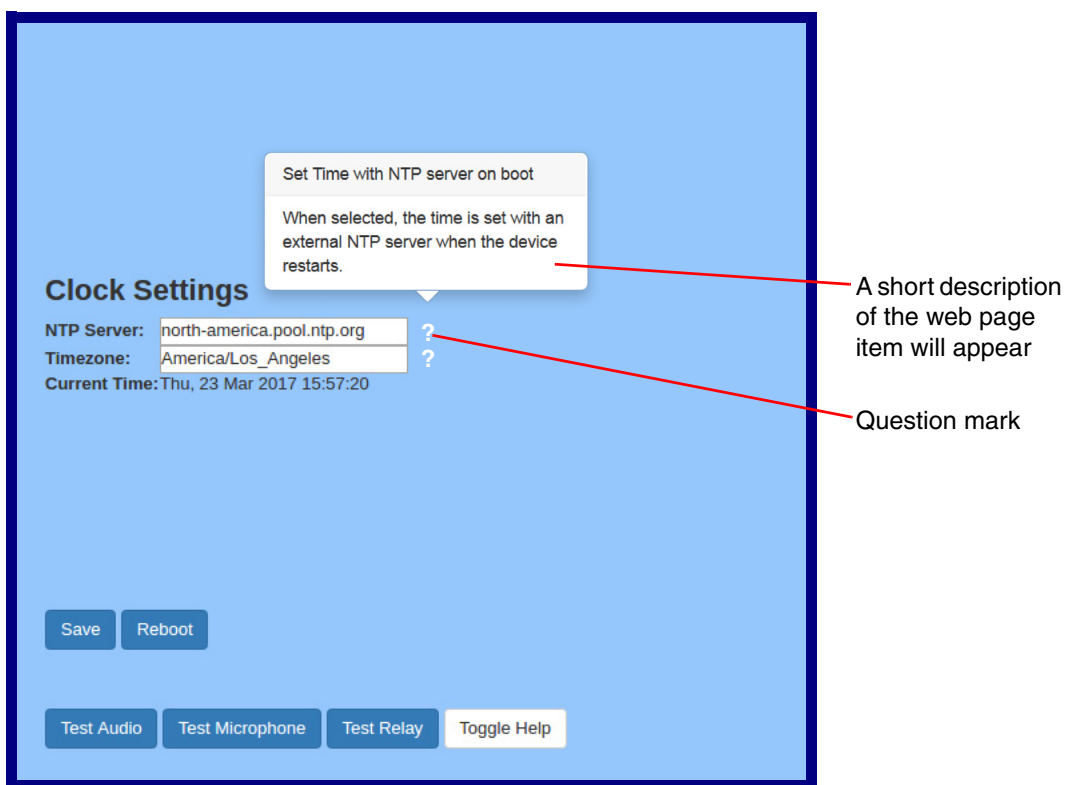 Set Time with NTP server on boot
When selected, the time is set with an
external NTP server when the device
restarts.
Clock Settings
NTP Server: north-america.pool.ntp.org ?
Timezone: America/Los_Angeles ?
Current Time: Thu, 23 Mar 2017 15:57:20
A short description
of the web page
item will appear
Question mark
Save Reboot
Test Audio Test Microphone Test Relay Toggle Help